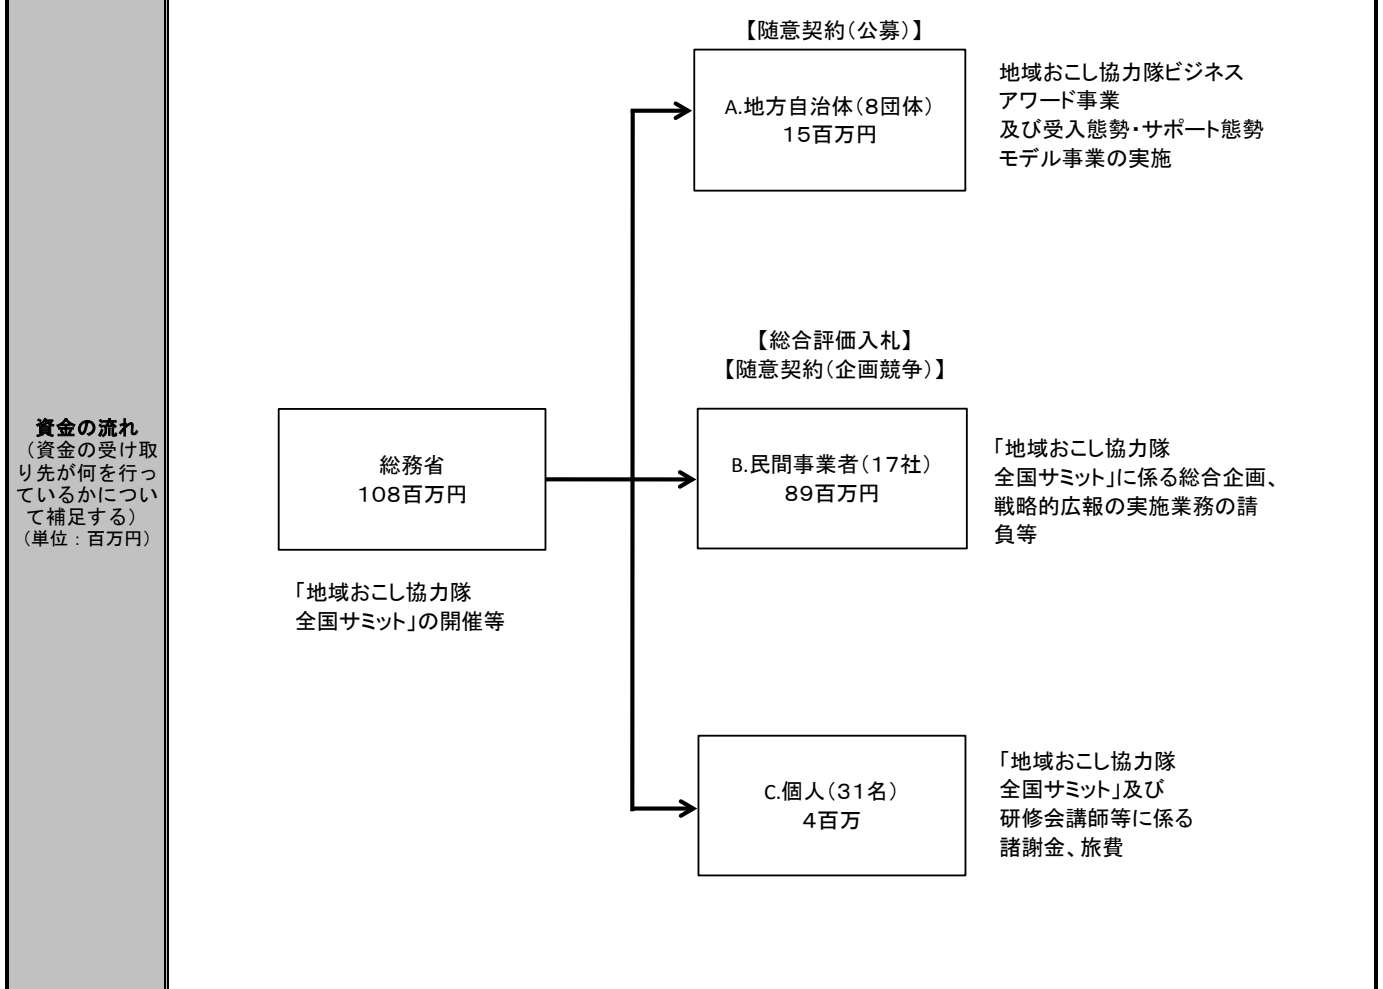 資金の流れ
（資金の受け取
り先が何を行っ
ているかについ
て補足する）
（単位：百万円）
【随意契約（公募）】
A.地方自治体（８団体）
１５百万円
地域おこし協力隊ビジネス
アワード事業
及び受入態勢・サポート態勢
モデル事業の実施
【総合評価入札】
【随意契約（企画競争）】
総務省
１０８百万円
「地域おこし協力隊
全国サミット」の開催等
B.民間事業者（１７社）
８９百万円
「地域おこし協力隊
全国サミット」に係る総合企画、
戦略的広報の実施業務の請
負等
C.個人（３１名）
４百万
「地域おこし協力隊
全国サミット」及び
研修会講師等に係る
諸謝金、旅費